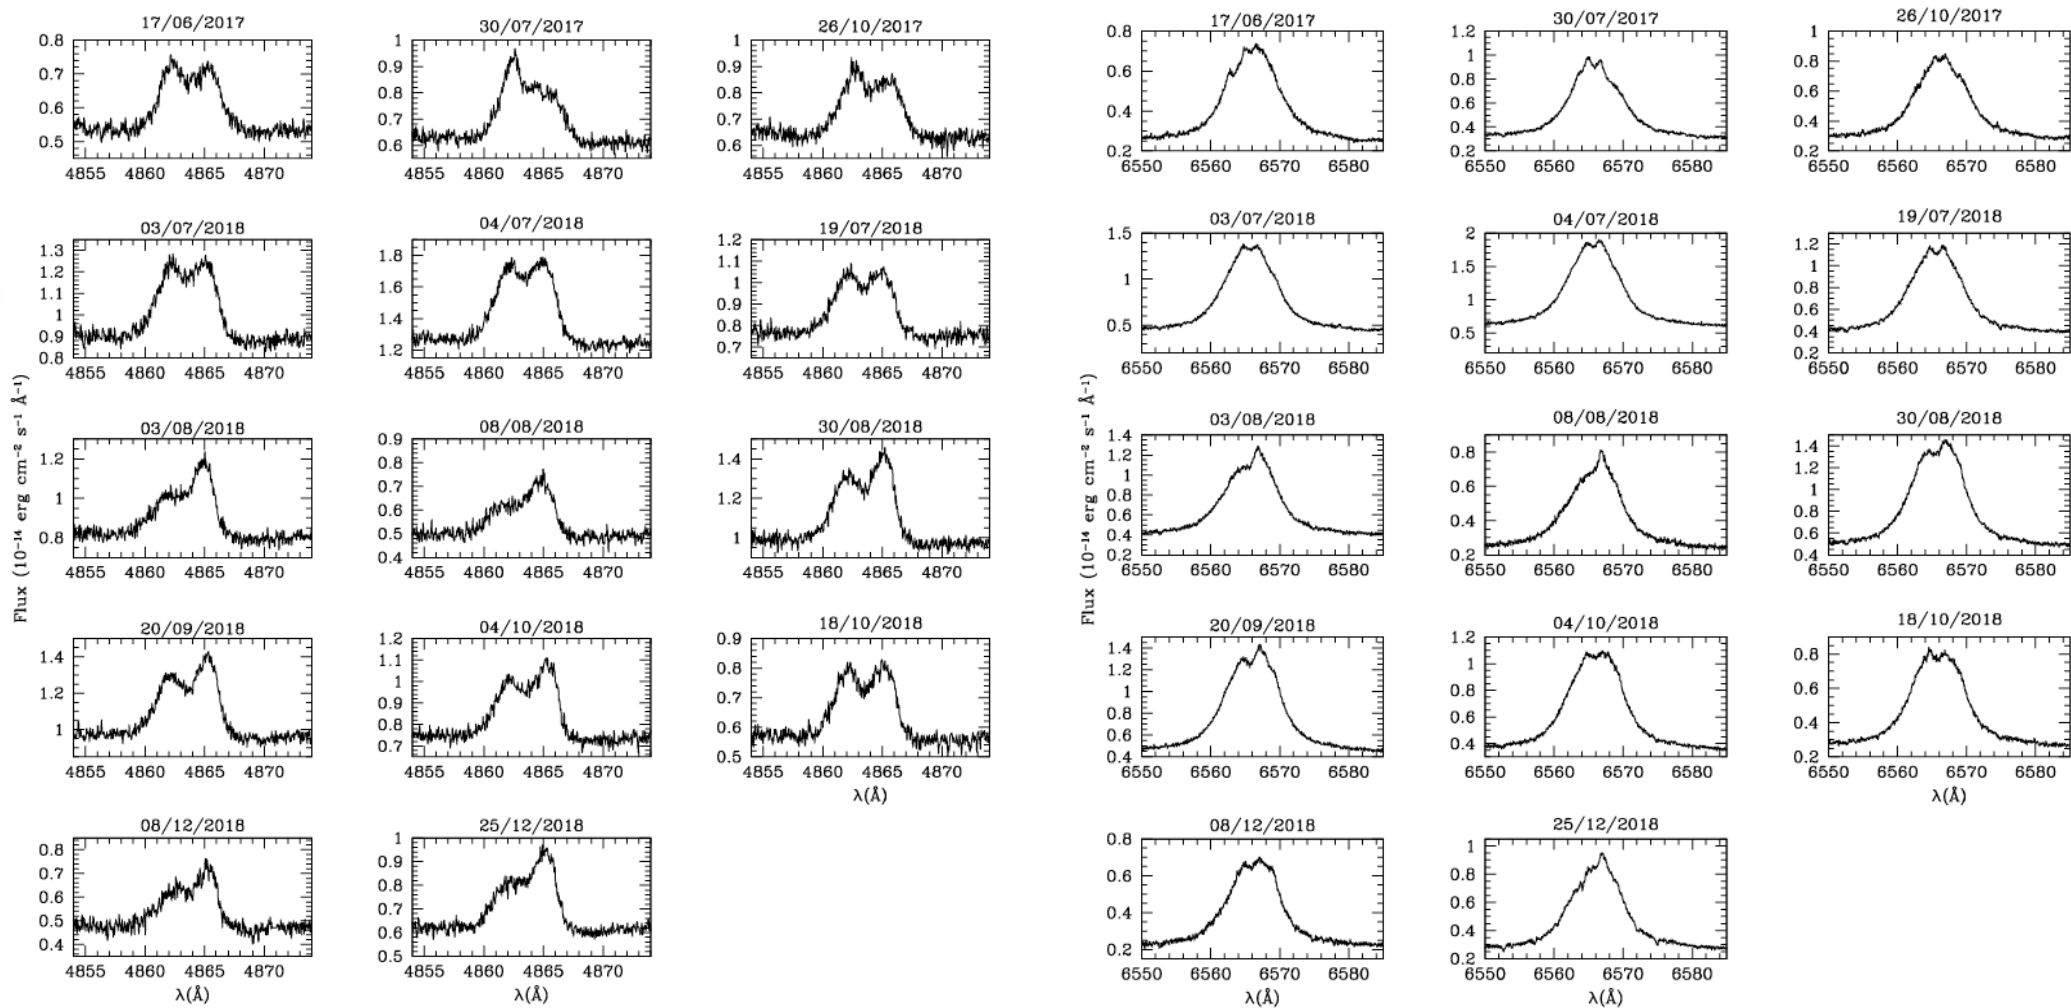 17/06/2017 30/07/2017 26/10/2017
0.8 0.7 0.6 0.5
1 0.9 0.8 0.7 0.6
1 0.9 0.8 0.7 0.6
4855 4860 4865 4870 4855 4860 4865 4870 4855 4860 4865 4870
03/07/2018 04/07/2018 19/07/2018
1.3 1.2 1.1 1 0.9 0.8
1.8 1.6 1.4 1.2
1.2 1.1 1 0.9 0.8 0.7
4855 4860 4865 4870 4855 4860 4865 4870 4855 4860 4865 4870
Flux (10⁻¹⁴ erg cm⁻² s⁻¹ Å⁻¹)
03/08/2018 08/08/2018 30/08/2018
1.2 1 0.8
0.9 0.8 0.7 0.6 0.5 0.4
1.4 1.2 1
4855 4860 4865 4870 4855 4860 4865 4870 4855 4860 4865 4870
20/09/2018 04/10/2018 18/10/2018
1.4 1.2 1
1.2 1.1 1 0.9 0.8 0.7
0.9 0.8 0.7 0.6 0.5
4855 4860 4865 4870 4855 4860 4865 4870 4855 4860 4865 4870
λ(Å)
08/12/2018 25/12/2018
0.8 0.7 0.6 0.5 0.4
1 0.9 0.8 0.7 0.6 0.5
4855 4860 4865 4870 4855 4860 4865 4870
λ(Å) λ(Å)
17/06/2017 30/07/2017 26/10/2017
0.8 0.6 0.4 0.2
1.2 1 0.8 0.6 0.4 0.2
1 0.8 0.6 0.4 0.2
6550 6560 6570 6580 6550 6560 6570 6580 6550 6560 6570 6580
03/07/2018 04/07/2018 19/07/2018
1.5 1 0.5
2 1.5 1 0.5
1.2 1 0.8 0.6 0.4 0.2
6550 6560 6570 6580 6550 6560 6570 6580 6550 6560 6570 6580
Flux (10⁻¹⁴ erg cm⁻² s⁻¹ Å⁻¹)
03/08/2018 08/08/2018 30/08/2018
1.4 1.2 1 0.8 0.6 0.4 0.2
0.8 0.6 0.4 0.2
1.4 1.2 1 0.8 0.6 0.4
6550 6560 6570 6580 6550 6560 6570 6580 6550 6560 6570 6580
20/09/2018 04/10/2018 18/10/2018
1.4 1.2 1 0.8 0.6 0.4
1.2 1 0.8 0.6 0.4
0.8 0.6 0.4 0.2
6550 6560 6570 6580 6550 6560 6570 6580 6550 6560 6570 6580
λ(Å)
08/12/2018 25/12/2018
0.8 0.6 0.4 0.2
1 0.8 0.6 0.4 0.2
6550 6560 6570 6580 6550 6560 6570 6580
λ(Å) λ(Å)